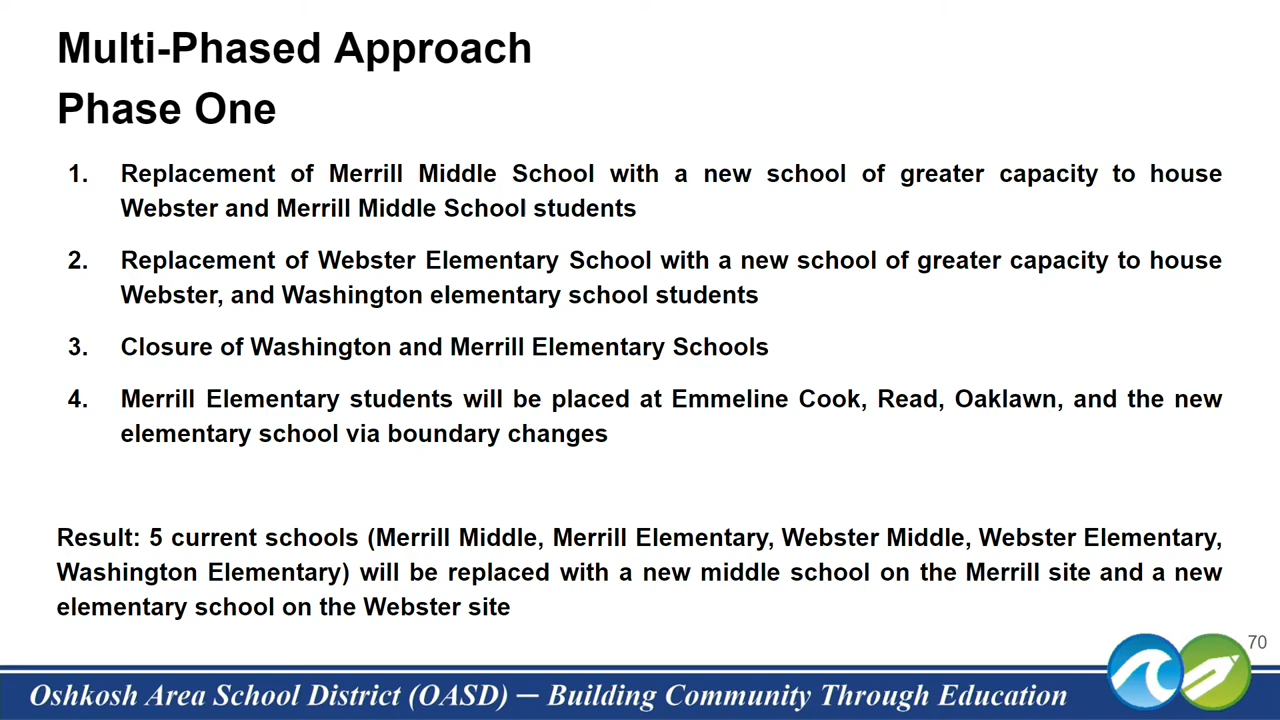 Multi-Phased Approach
Phase One
1. Replacement of Merrill Middle School with a new school of greater capacity to house
Webster and Merrill Middle School students
2. Replacement of Webster Elementary School with a new school of greater capacity to house
Webster, and Washington elementary school students
3. Closure of Washington and Merrill Elementary Schools
4. Merrill Elementary students will be placed at Emmeline Cook, Read, Oaklawn, and the new
elementary school via boundary changes
Result: 5 current schools (Merrill Middle, Merrill Elementary, Webster Middle, Webster Elementary,
Washington Elementary) will be replaced with a new middle school on the Merrill site and a new
elementary school on the Webster site
70
Oshkosh Area School District (OASD) — Building Community Through Education